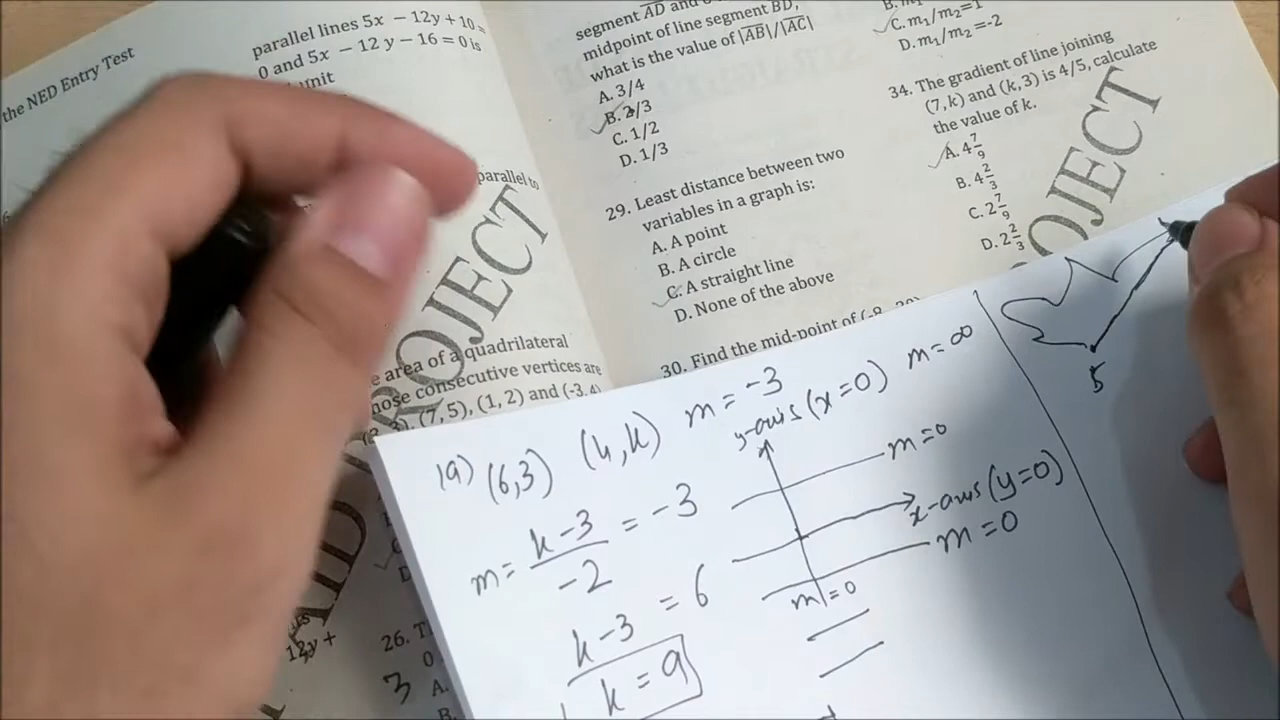 the NED Entry Test
parallel lines 5x − 12y + 10 =
0 and 5x − 12 y − 16 = 0 is
unit
parallel to
e area of a quadrilateral
hose consecutive vertices are
(7, 5), (1, 2) and (-3, 4)
12y +
26. T
0
3 A.
B.
segment AD and
midpoint of line segment BD,
what is the value of |AB|/|AC|
A. 3/4
B. 2/3
C. 1/2
D. 1/3
29. Least distance between two
variables in a graph is:
A. A point
B. A circle
C. A straight line
D. None of the above
30. Find the mid-point of (-8, -20)
C. m₁/m₂=1
D. m₁/m₂=-2
34. The gradient of line joining
(7, k) and (k, 3) is 4/5, calculate
the value of k.
A. 4 7/9
B. 4 2/3
C. 2 7/9
D. 2 2/3
PROJECT
OJECT
AID
19) (6,3) (4,k) m = -3
m = k-3/-2 = -3
k-3 = 6
k = 9
y-axis (x=0) m=∞
m=0
x-axis (y=0)
m=0
m=0
5